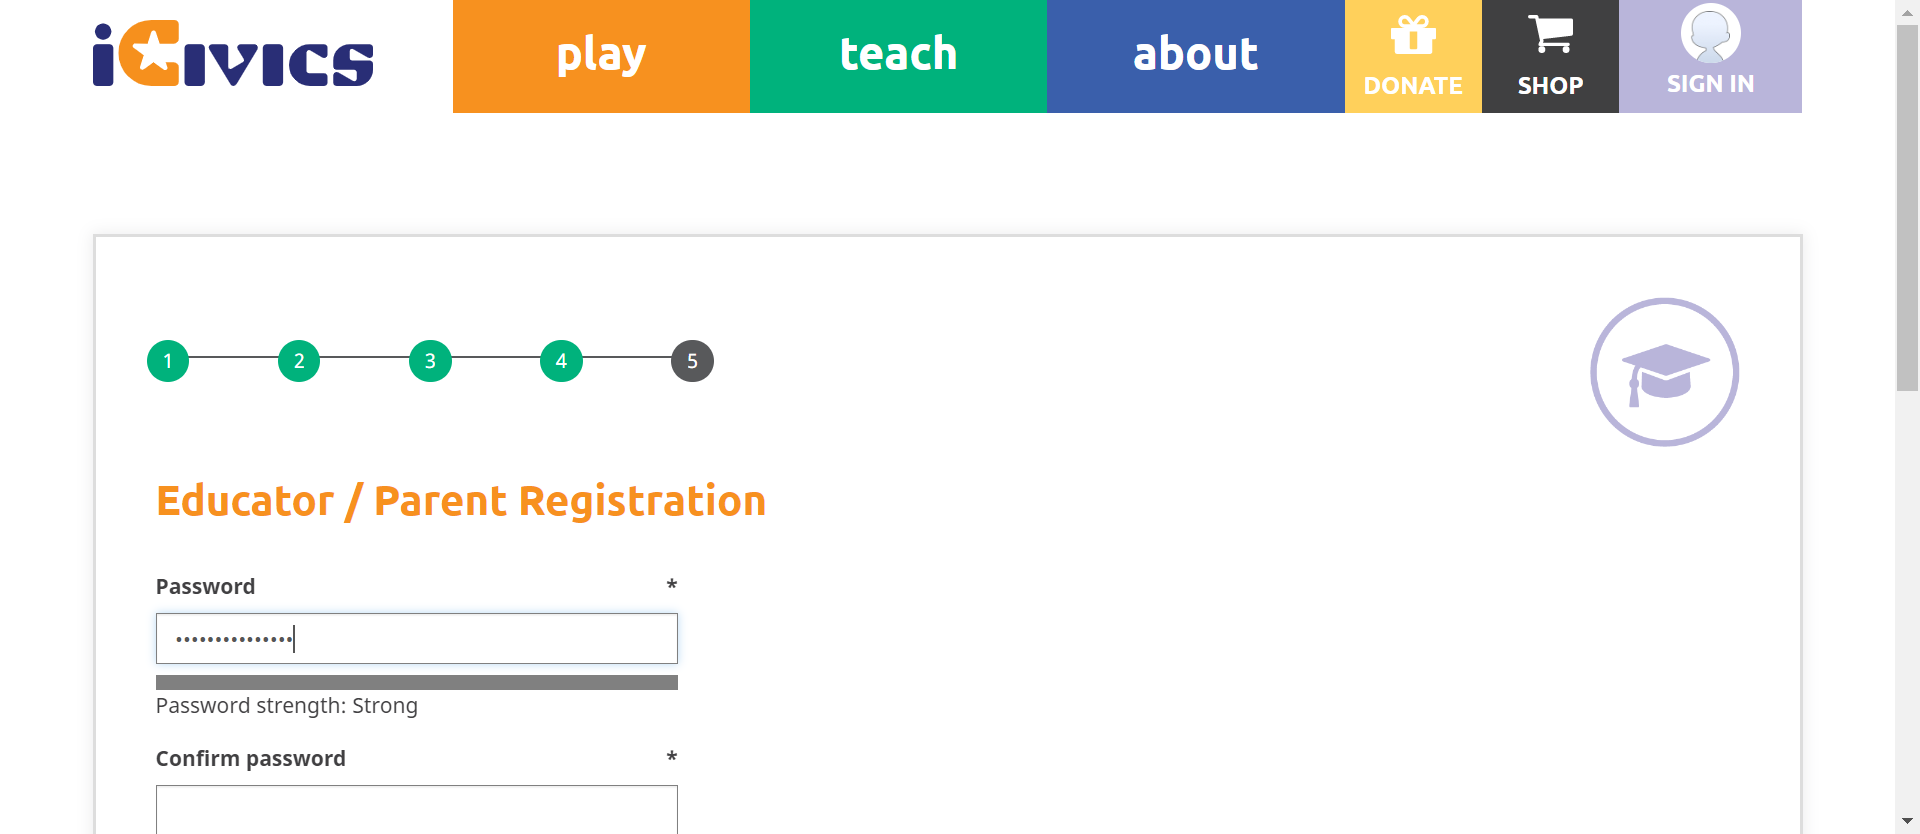 iCivics
play
teach
about
DONATE
SHOP
SIGN IN
1
2
3
4
5
Educator / Parent Registration
Password *
•••••••••••••••
Password strength: Strong
Confirm password *